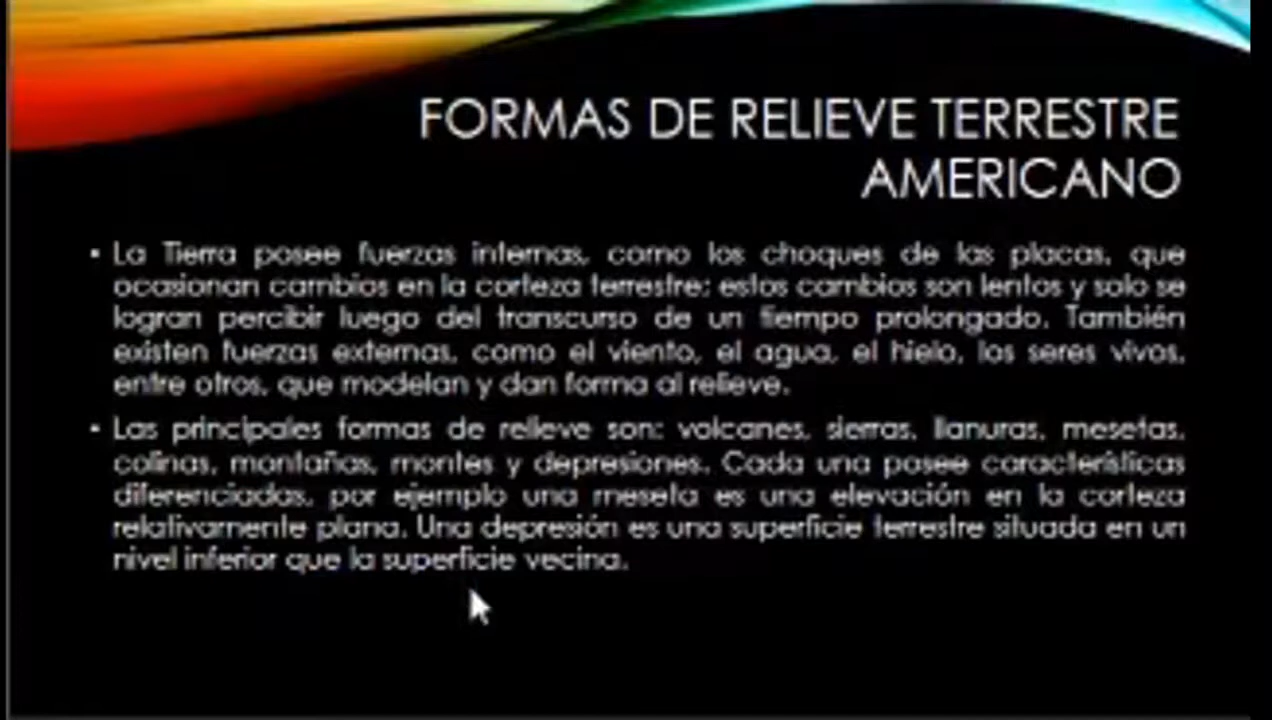 FORMAS DE RELIEVE TERRESTRE
AMERICANO
• La Tierra posee fuerzas internas, como los choques de las placas, que
ocasionan cambios en la corteza terrestre; estos cambios son lentos y solo se
logran percibir luego del transcurso de un tiempo prolongado. También
existen fuerzas externas, como el viento, el agua, el hielo, los seres vivos,
entre otros, que modelan y dan forma al relieve.
• Las principales formas de relieve son: volcanes, sierras, llanuras, mesetas,
colinas, montañas, montes y depresiones. Cada una posee características
diferenciadas, por ejemplo una meseta es una elevación en la corteza
relativamente plana. Una depresión es una superficie terrestre situada en un
nivel inferior que la superficie vecina.